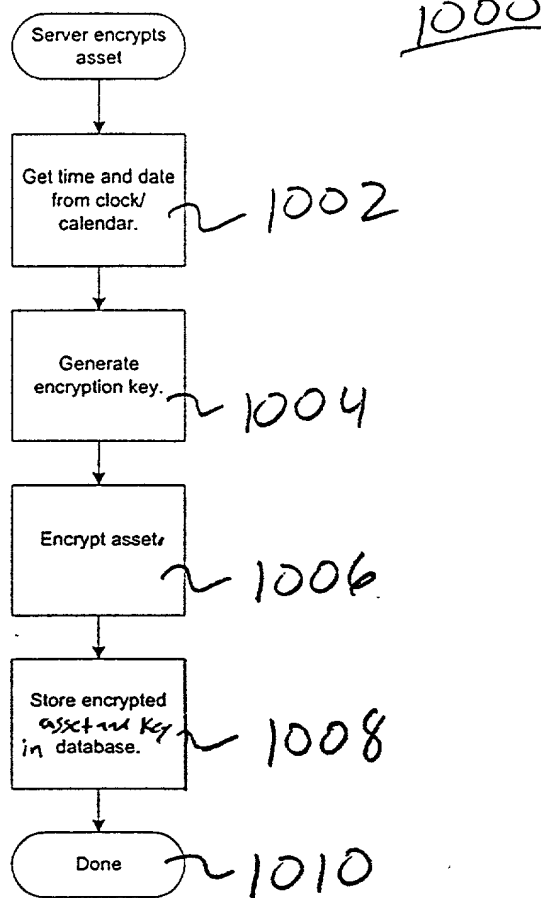 1000
Server encrypts
asset
Get time and date
from clock/
calendar.
1002
Generate
encryption key.
1004
Encrypt asset.
1006
Store encrypted
asset and key
in database.
1008
Done
1010